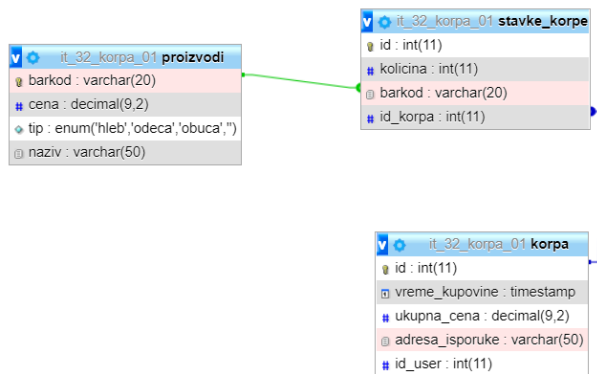 it_32_korpa_01 proizvodi
barkod : varchar(20)
cena : decimal(9,2)
tip : enum('hleb','odeca','obuca','')
naziv : varchar(50)
it_32_korpa_01 stavke_korpe
id : int(11)
kolicina : int(11)
barkod : varchar(20)
id_korpa : int(11)
it_32_korpa_01 korpa
id : int(11)
vreme_kupovine : timestamp
ukupna_cena : decimal(9,2)
adresa_isporuke : varchar(50)
id_user : int(11)